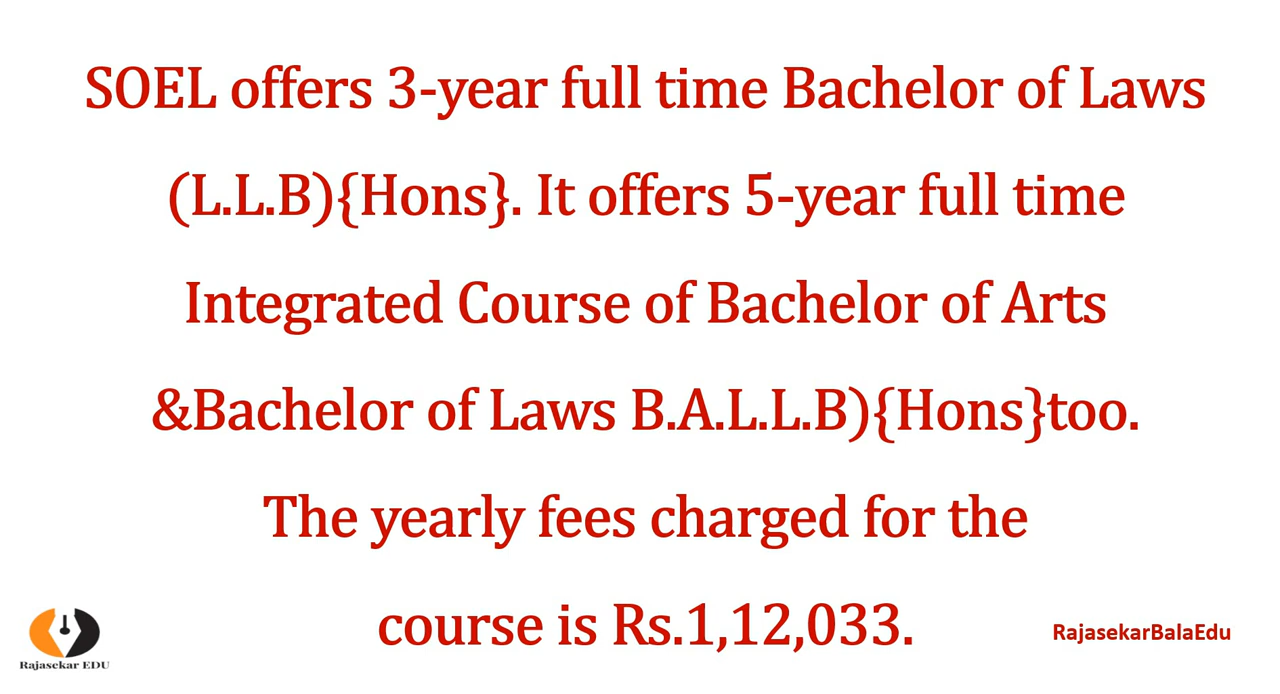 SOEL offers 3-year full time Bachelor of Laws
(L.L.B){Hons}. It offers 5-year full time
Integrated Course of Bachelor of Arts
&Bachelor of Laws B.A.L.L.B){Hons}too.
The yearly fees charged for the
course is Rs.1,12,033.
RajasekarBalaEdu
Rajasekar EDU